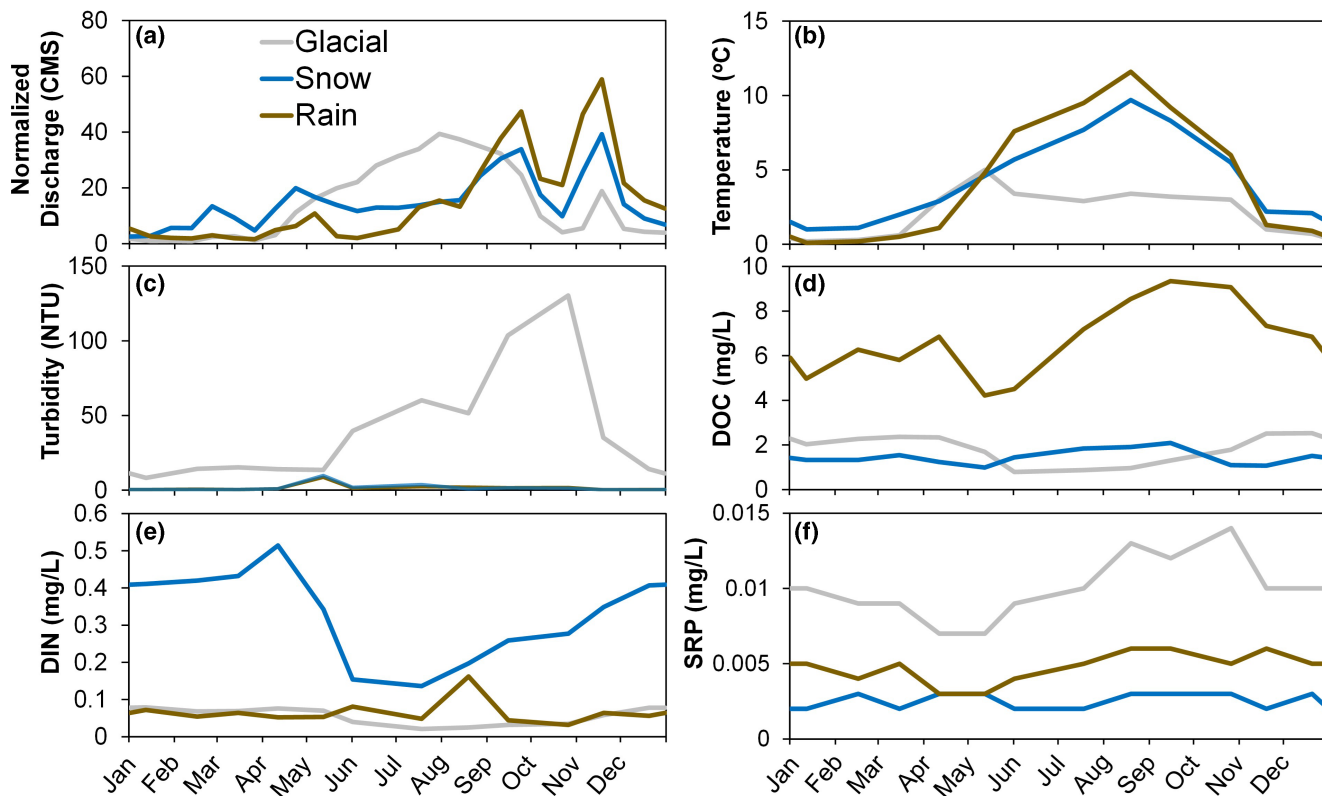 Normalized
Discharge (CMS)
80
60
40
20
0
(a)
Glacial
Snow
Rain
Temperature (ºC)
15
10
5
0
(b)
Turbidity (NTU)
150
100
50
0
(c)
DOC (mg/L)
10
8
6
4
2
0
(d)
DIN (mg/L)
0.6
0.5
0.4
0.3
0.2
0.1
0
(e)
Jan
Feb
Mar
Apr
May
Jun
Jul
Aug
Sep
Oct
Nov
Dec
SRP (mg/L)
0.015
0.01
0.005
0
(f)
Jan
Feb
Mar
Apr
May
Jun
Jul
Aug
Sep
Oct
Nov
Dec